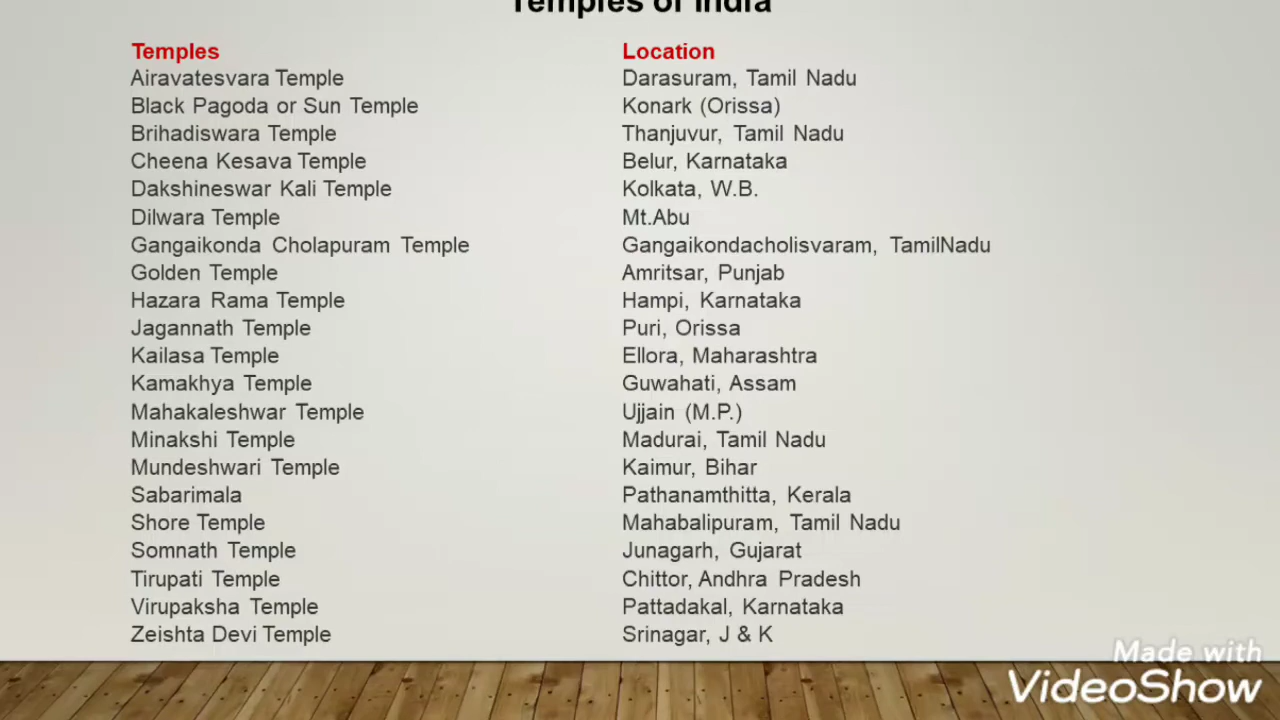 Temples of India
Temples Location
Airavatesvara Temple Darasuram, Tamil Nadu
Black Pagoda or Sun Temple Konark (Orissa)
Brihadiswara Temple Thanjuvur, Tamil Nadu
Cheena Kesava Temple Belur, Karnataka
Dakshineswar Kali Temple Kolkata, W.B.
Dilwara Temple Mt.Abu
Gangaikonda Cholapuram Temple Gangaikondacholisvaram, TamilNadu
Golden Temple Amritsar, Punjab
Hazara Rama Temple Hampi, Karnataka
Jagannath Temple Puri, Orissa
Kailasa Temple Ellora, Maharashtra
Kamakhya Temple Guwahati, Assam
Mahakaleshwar Temple Ujjain (M.P.)
Minakshi Temple Madurai, Tamil Nadu
Mundeshwari Temple Kaimur, Bihar
Sabarimala Pathanamthitta, Kerala
Shore Temple Mahabalipuram, Tamil Nadu
Somnath Temple Junagarh, Gujarat
Tirupati Temple Chittor, Andhra Pradesh
Virupaksha Temple Pattadakal, Karnataka
Zeishta Devi Temple Srinagar, J & K
Made with
VideoShow